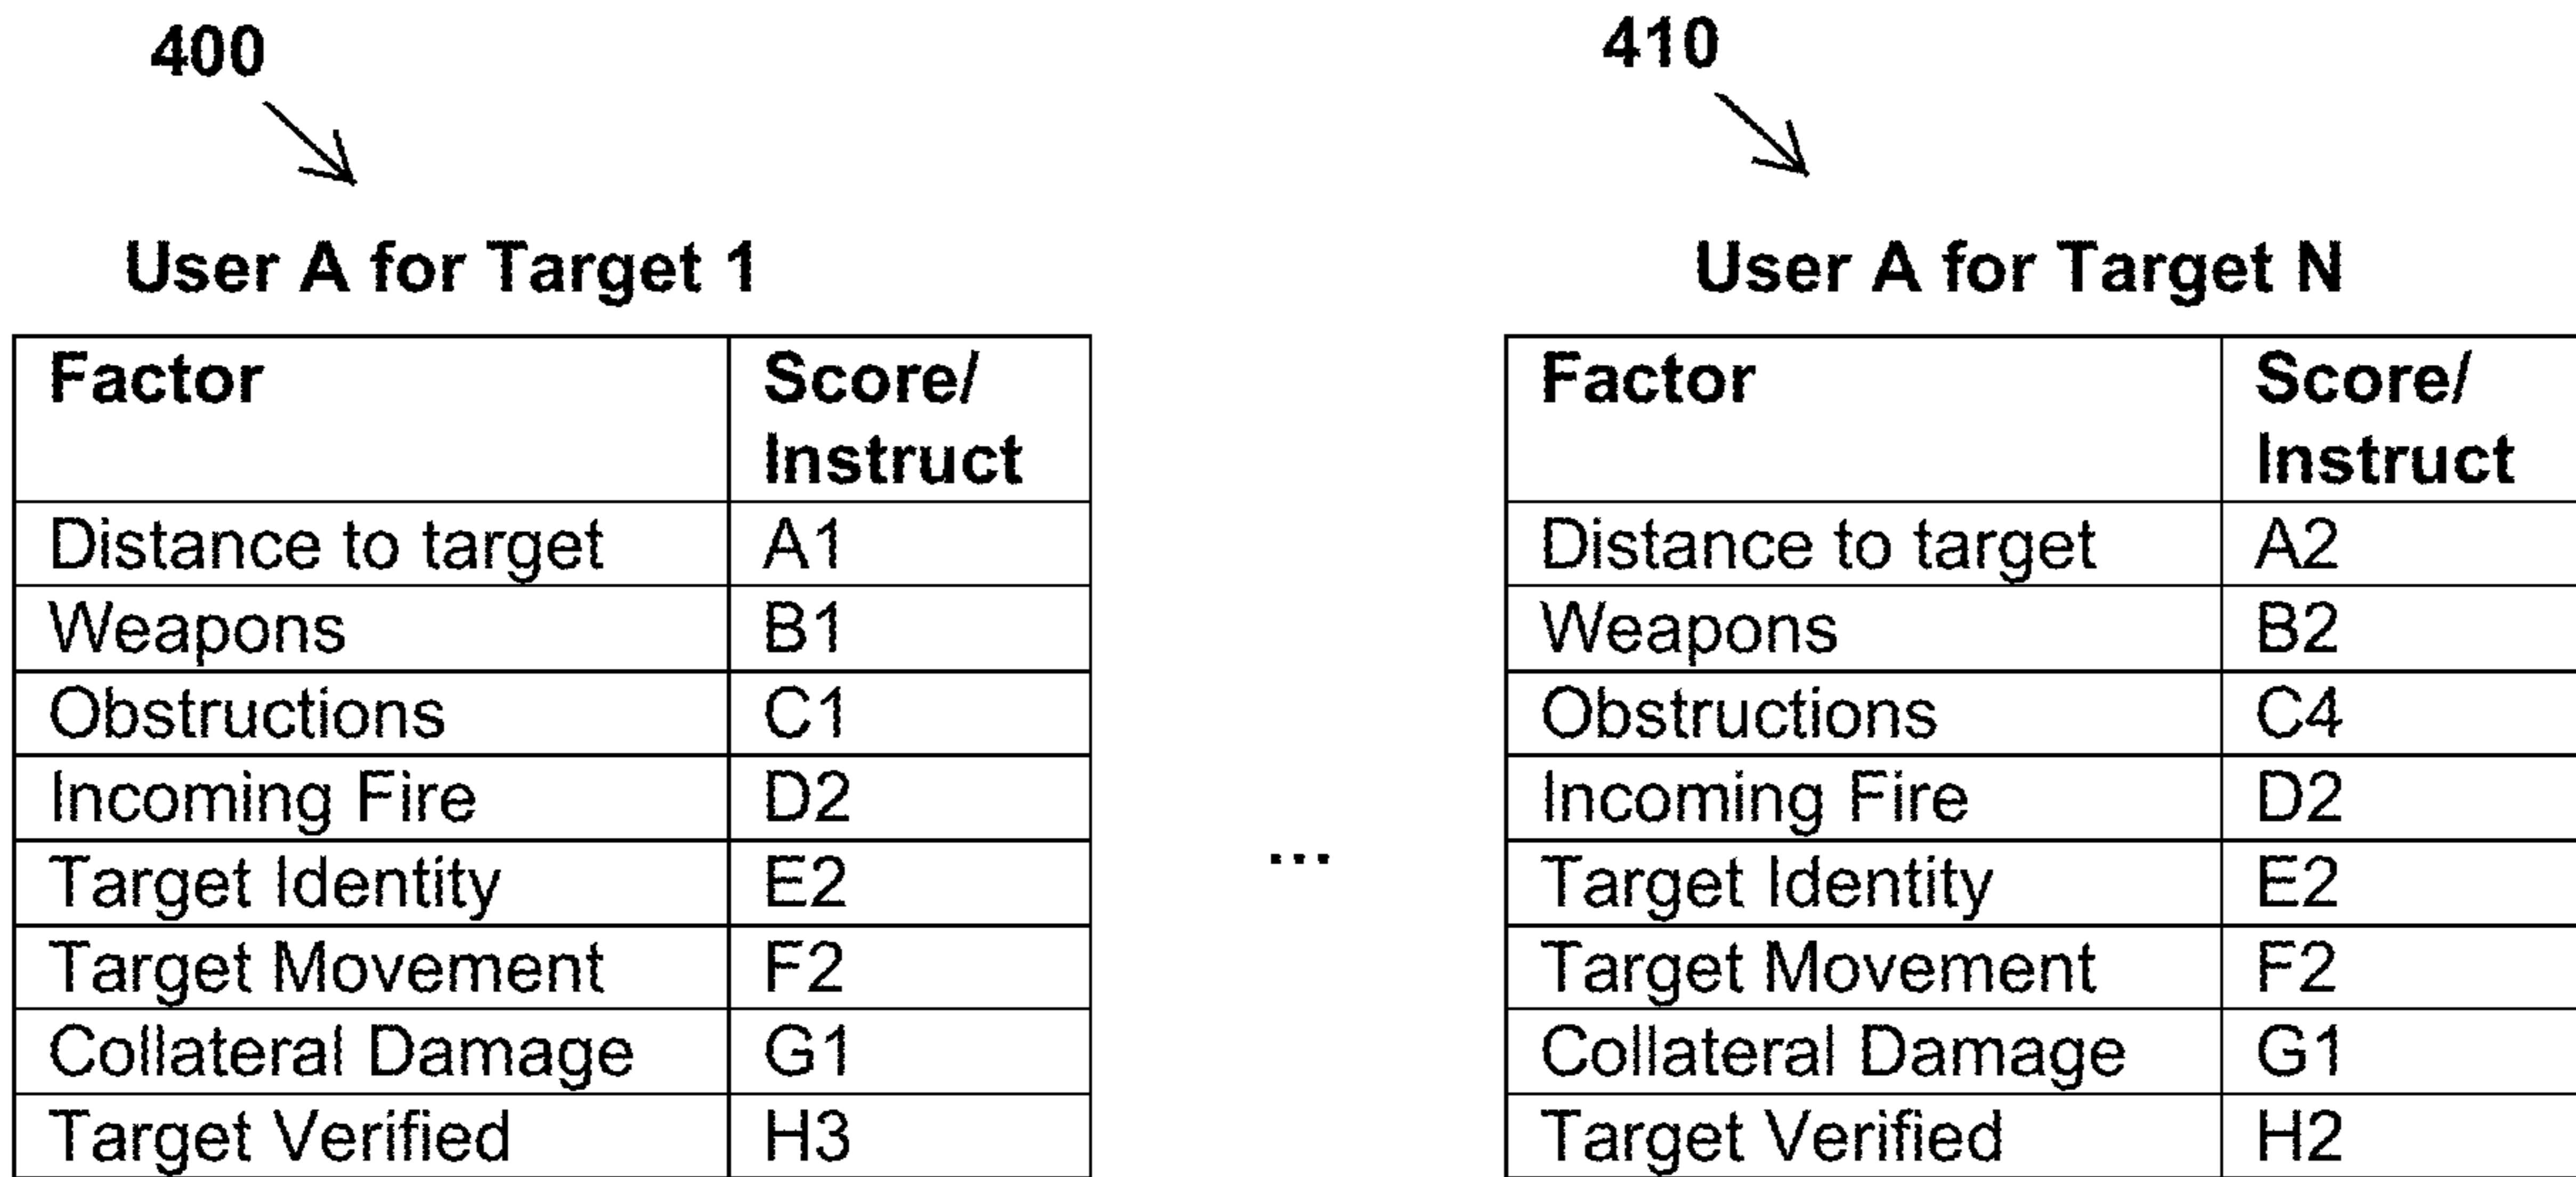 400
User A for Target 1
Factor Score/
Instruct
Distance to target A1
Weapons B1
Obstructions C1
Incoming Fire D2
Target Identity E2
Target Movement F2
Collateral Damage G1
Target Verified H3
...
410
User A for Target N
Factor Score/
Instruct
Distance to target A2
Weapons B2
Obstructions C4
Incoming Fire D2
Target Identity E2
Target Movement F2
Collateral Damage G1
Target Verified H2